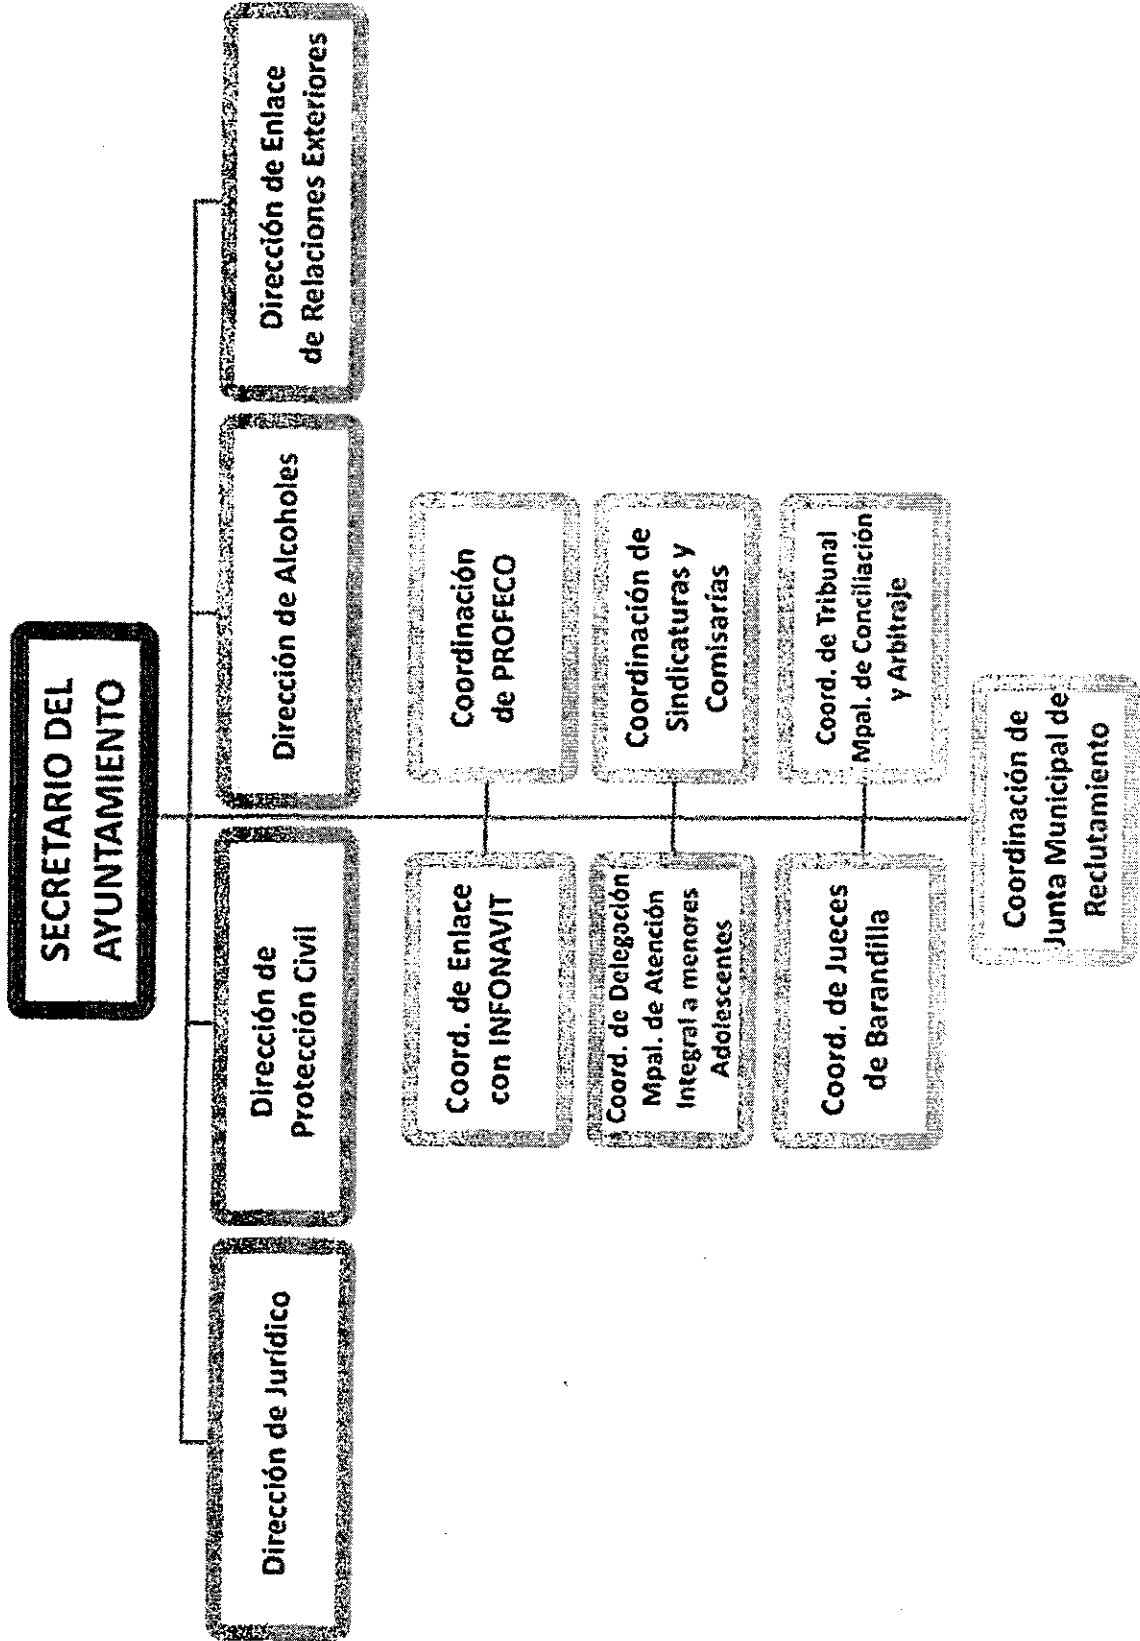 SECRETARIO DEL
AYUNTAMIENTO
Dirección de Jurídico
Dirección de
Protección Civil
Dirección de Alcoholes
Dirección de Enlace
de Relaciones Exteriores
Coord. de Enlace
con INFONAVIT
Coordinación
de PROFECO
Coord. de Delegación
Mpal. de Atención
Integral a menores
Adolescentes
Coordinación de
Sindicaturas y
Comisarías
Coord. de Jueces
de Barandilla
Coord. de Tribunal
Mpal. de Conciliación
y Arbitraje
Coordinación de
Junta Municipal de
Reclutamiento